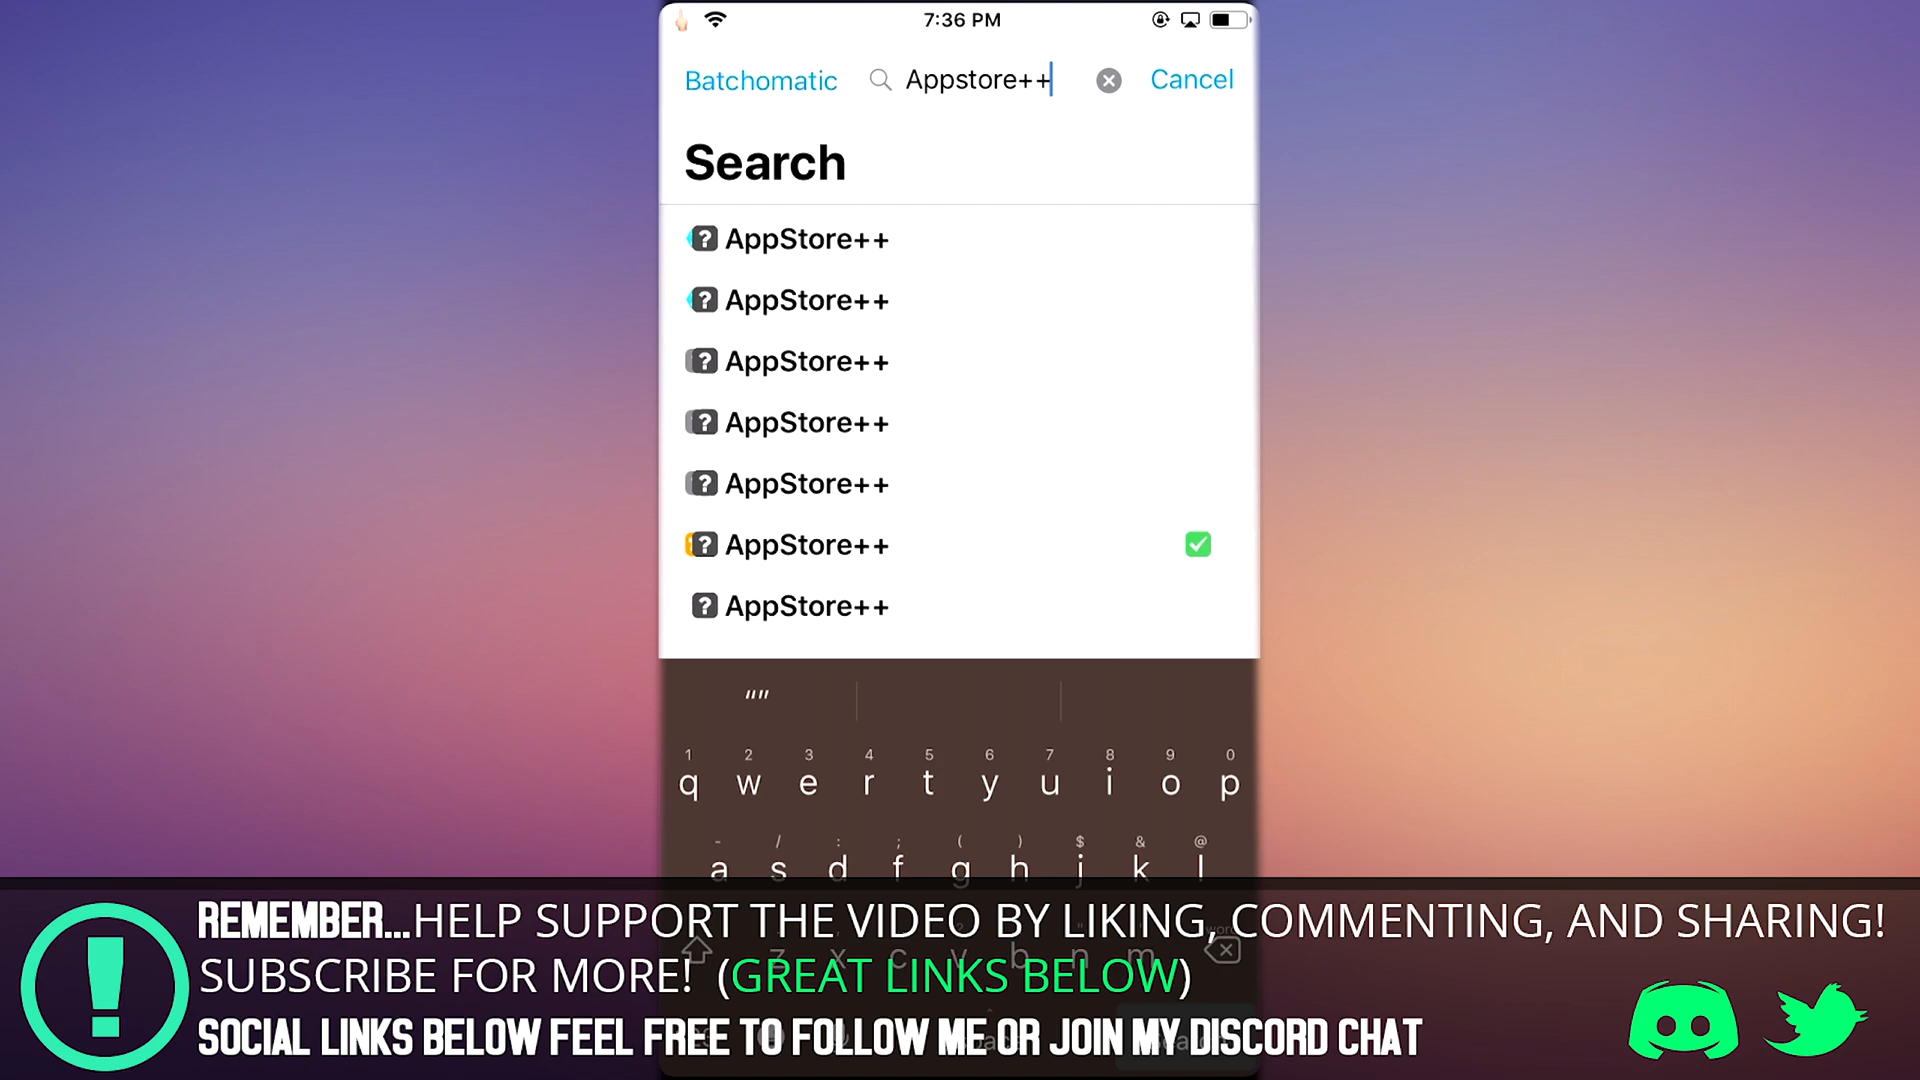 7:36 PM
Batchomatic Appstore++ Cancel
Search
? AppStore++
? AppStore++
? AppStore++
? AppStore++
? AppStore++
? AppStore++
? AppStore++
“”
1 2 3 4 5 6 7 8 9 0
q w e r t y u i o p
- / : ; ( ) $ & @
a s d f g h j k l
z x c v b n m
REMEMBER...HELP SUPPORT THE VIDEO BY LIKING, COMMENTING, AND SHARING!
SUBSCRIBE FOR MORE! (GREAT LINKS BELOW)
SOCIAL LINKS BELOW FEEL FREE TO FOLLOW ME OR JOIN MY DISCORD CHAT